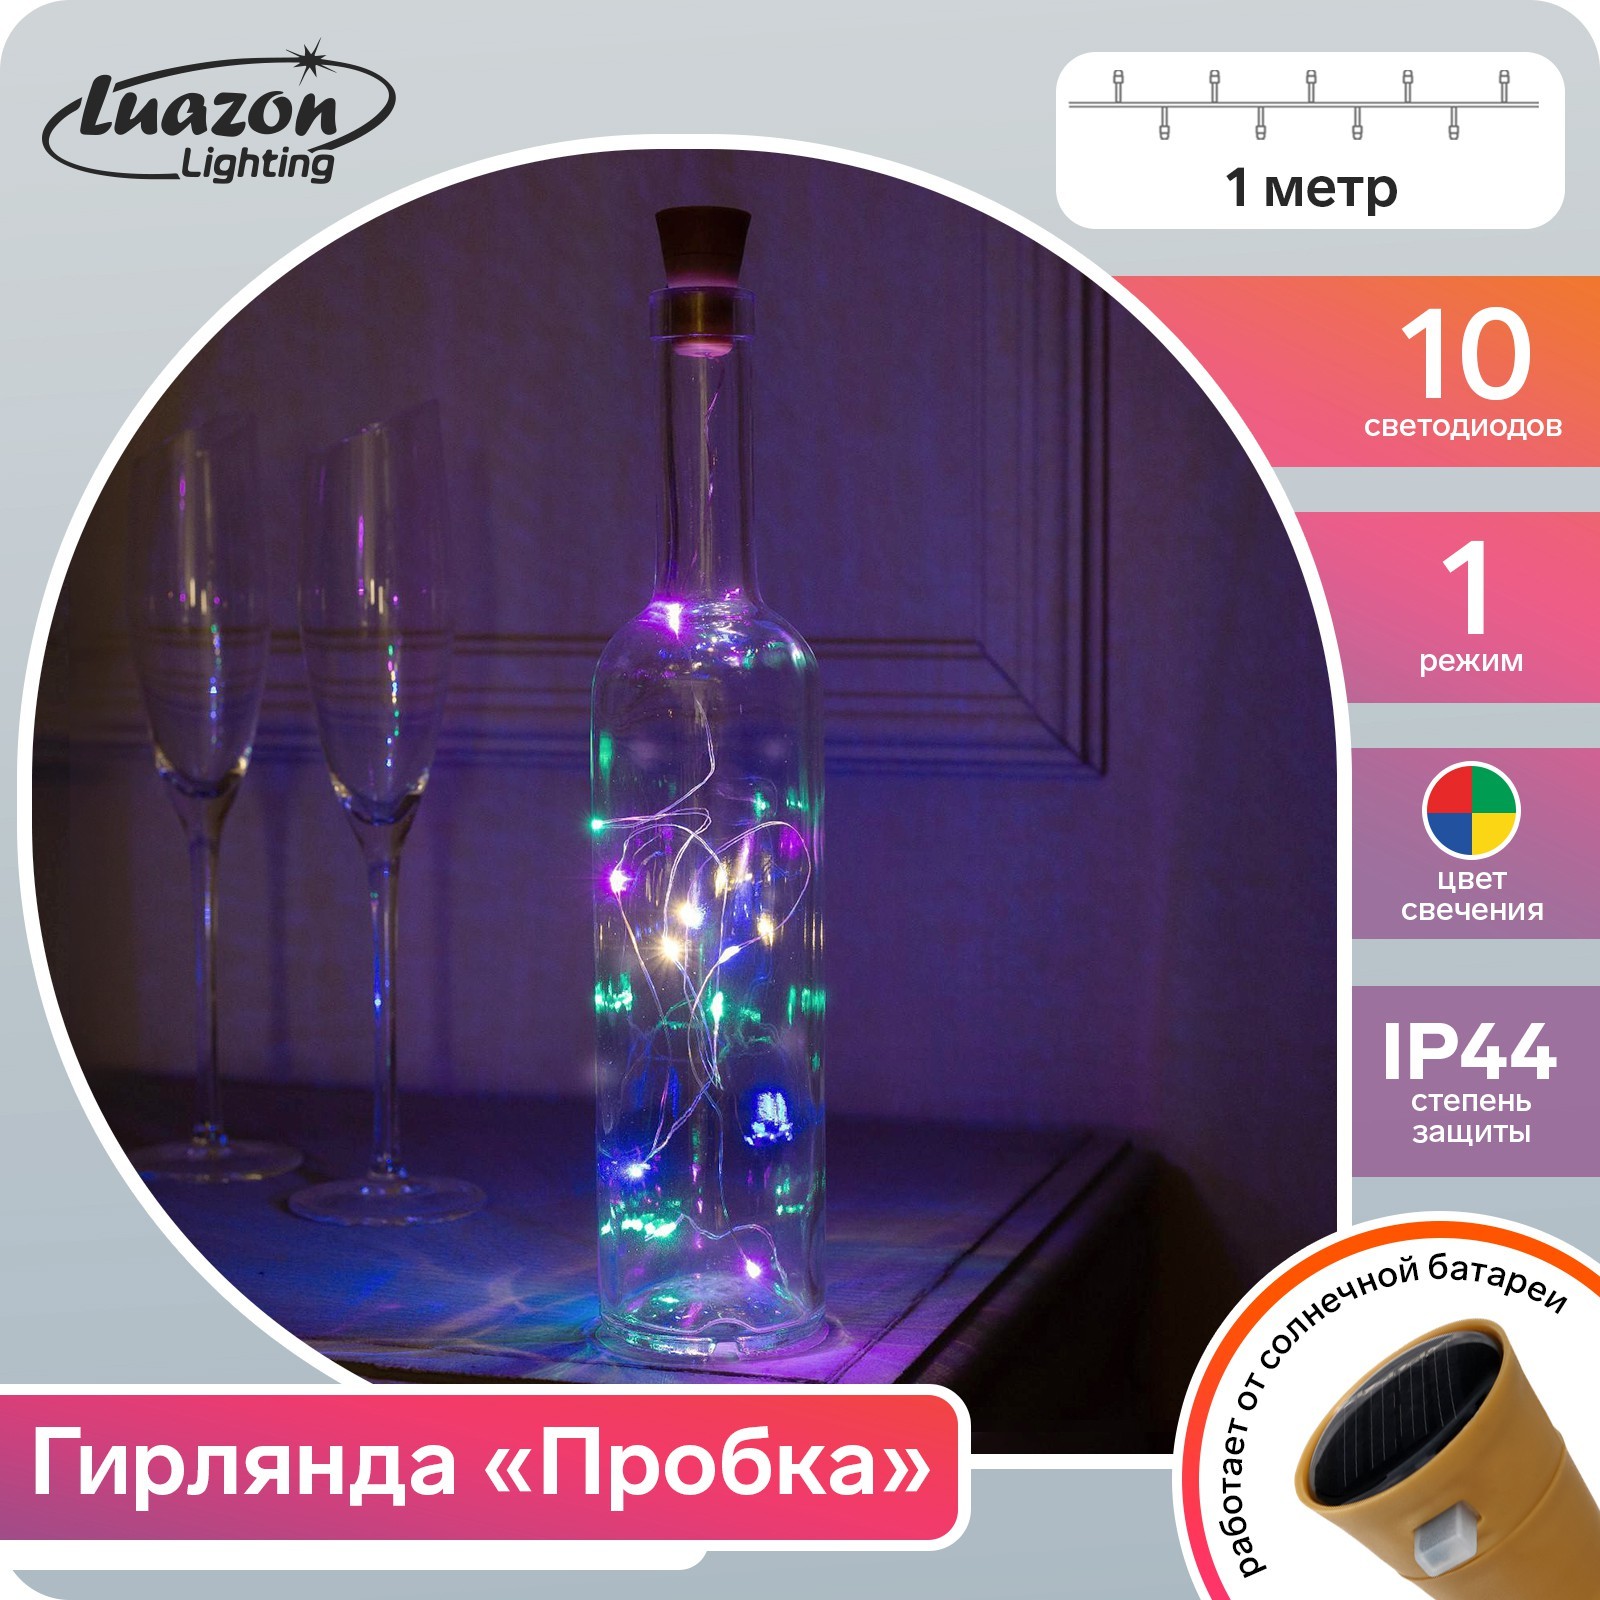 Luazon
Lighting
1 метр
10
светодиодов
1
режим
цвет
свечения
IP44
степень
защиты
работает от солнечной батареи
Гирлянда «Пробка»